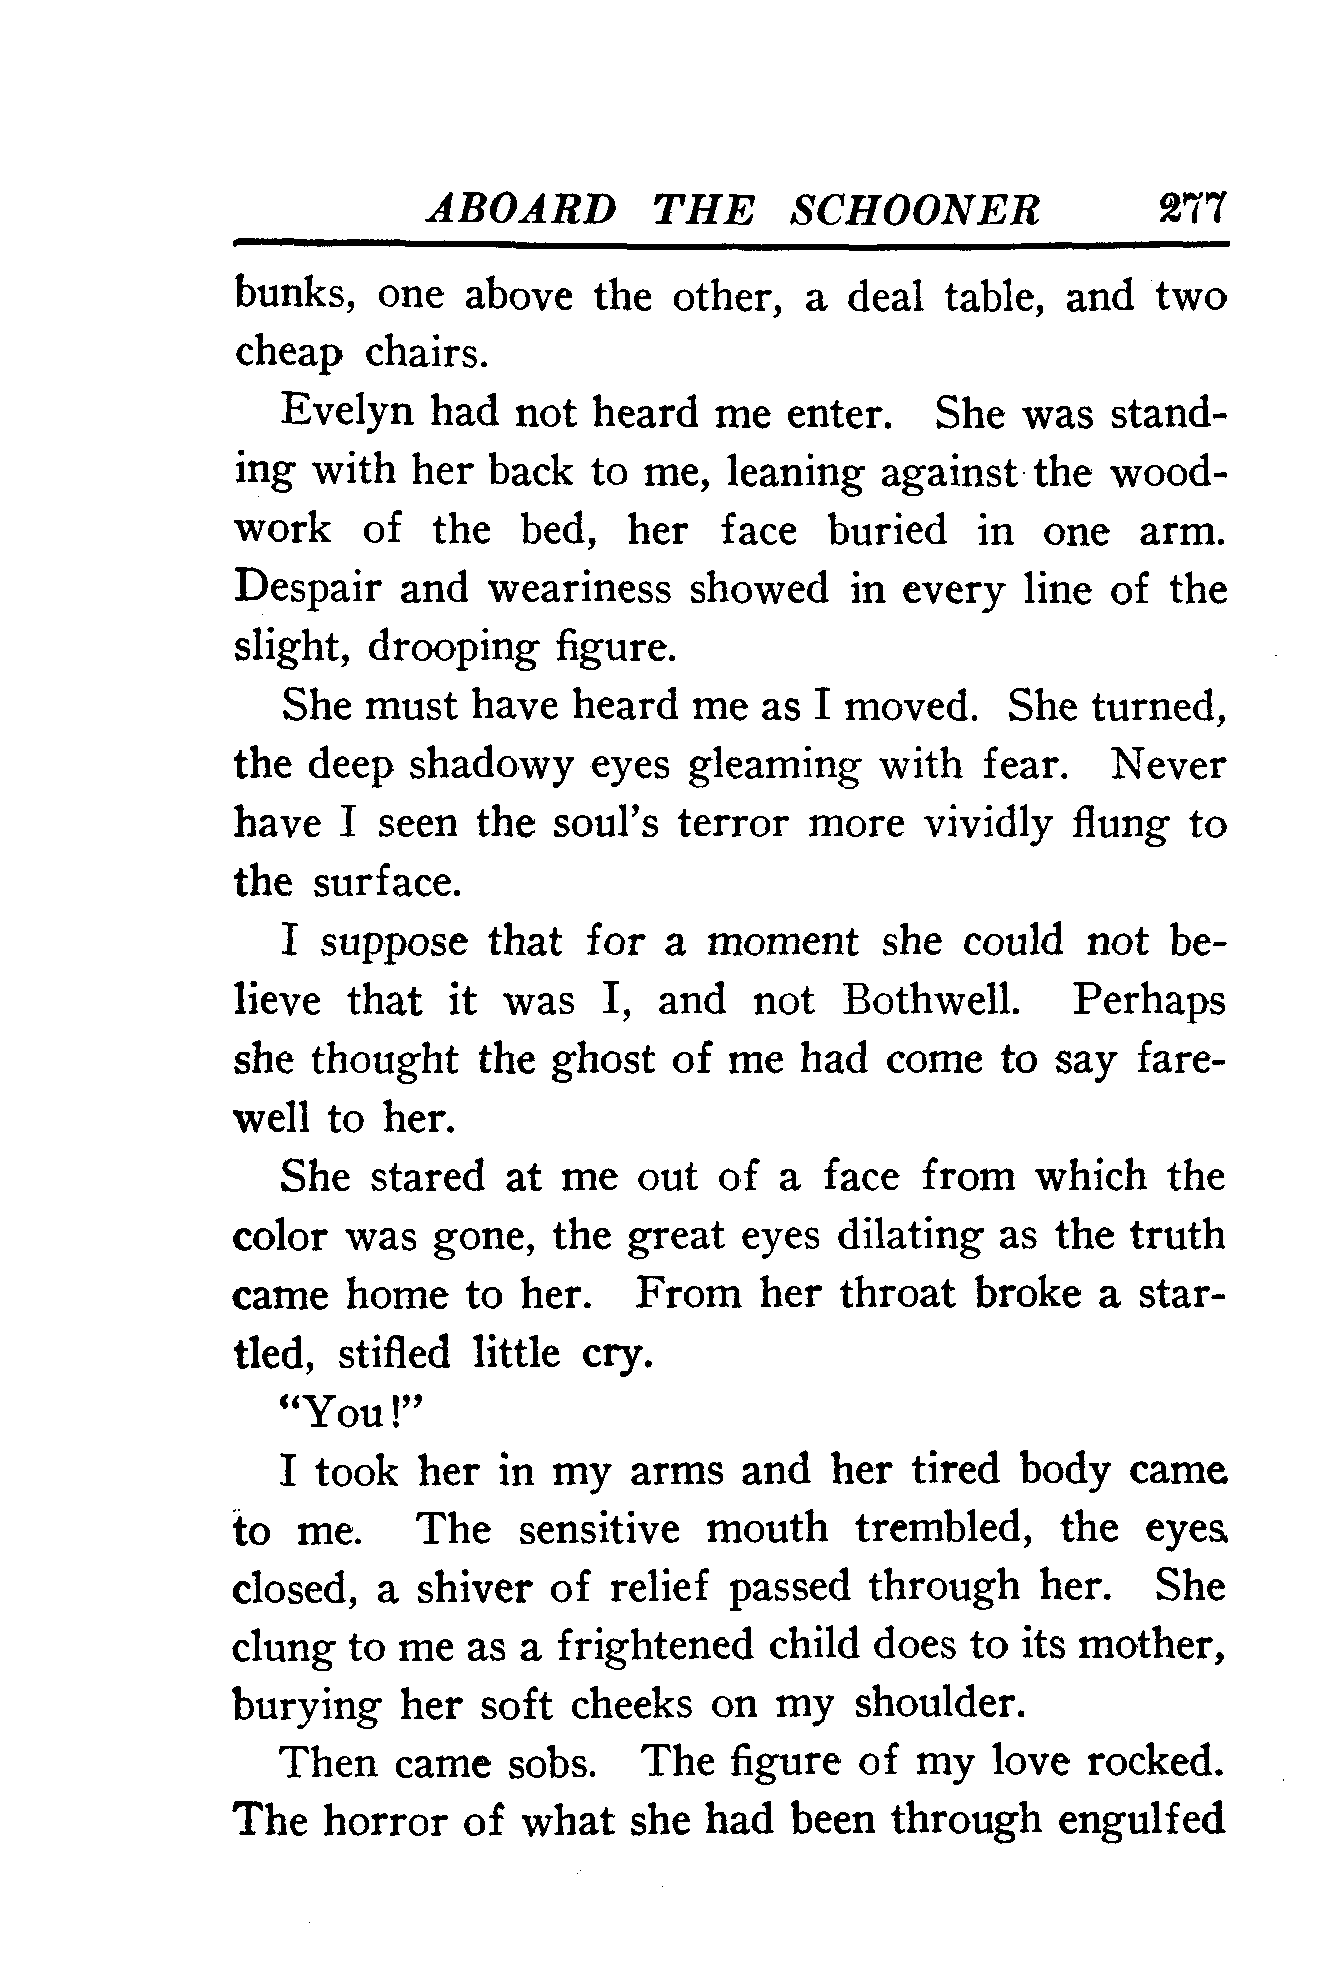 ABOARD THE SCHOONER 277
bunks, one above the other, a deal table, and two
cheap chairs.
Evelyn had not heard me enter. She was stand-
ing with her back to me, leaning against the wood-
work of the bed, her face buried in one arm.
Despair and weariness showed in every line of the
slight, drooping figure.
She must have heard me as I moved. She turned,
the deep shadowy eyes gleaming with fear. Never
have I seen the soul's terror more vividly flung to
the surface.
I suppose that for a moment she could not be-
lieve that it was I, and not Bothwell. Perhaps
she thought the ghost of me had come to say fare-
well to her.
She stared at me out of a face from which the
color was gone, the great eyes dilating as the truth
came home to her. From her throat broke a star-
tled, stifled little cry.
"You!"
I took her in my arms and her tired body came
to me. The sensitive mouth trembled, the eyes
closed, a shiver of relief passed through her. She
clung to me as a frightened child does to its mother,
burying her soft cheeks on my shoulder.
Then came sobs. The figure of my love rocked.
The horror of what she had been through engulfed